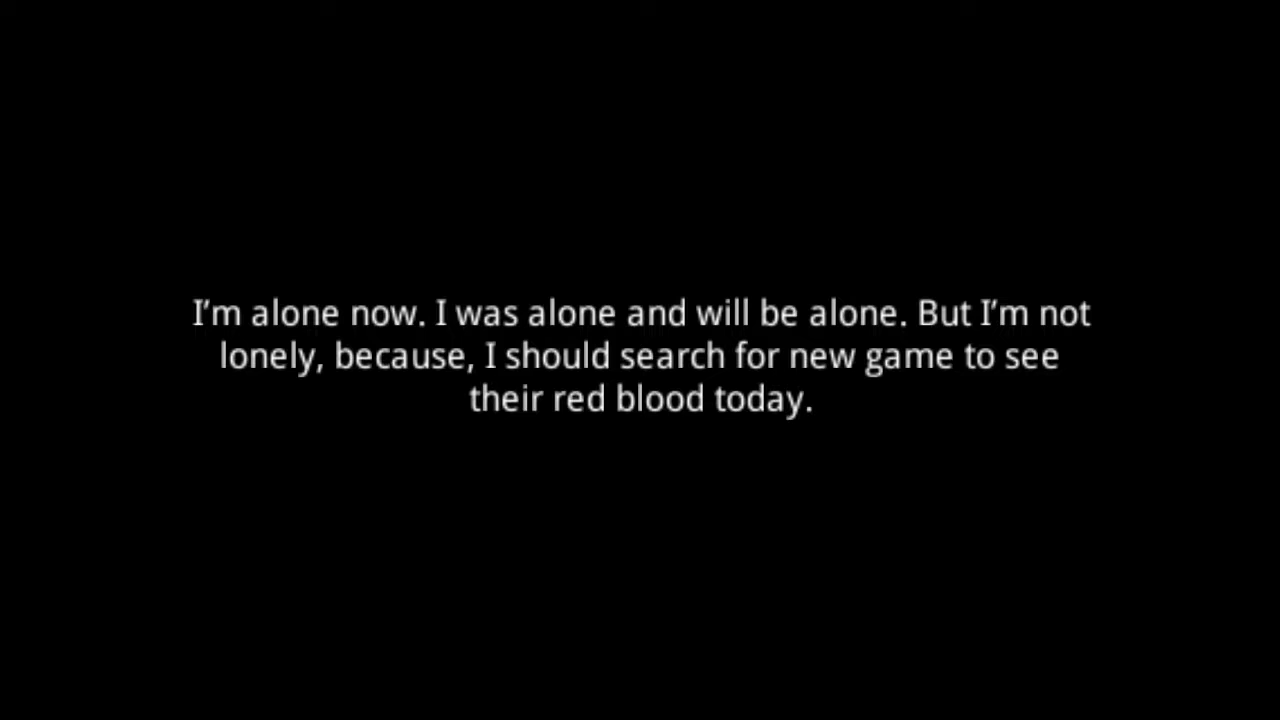 I’m alone now. I was alone and will be alone. But I’m not
lonely, because, I should search for new game to see
their red blood today.